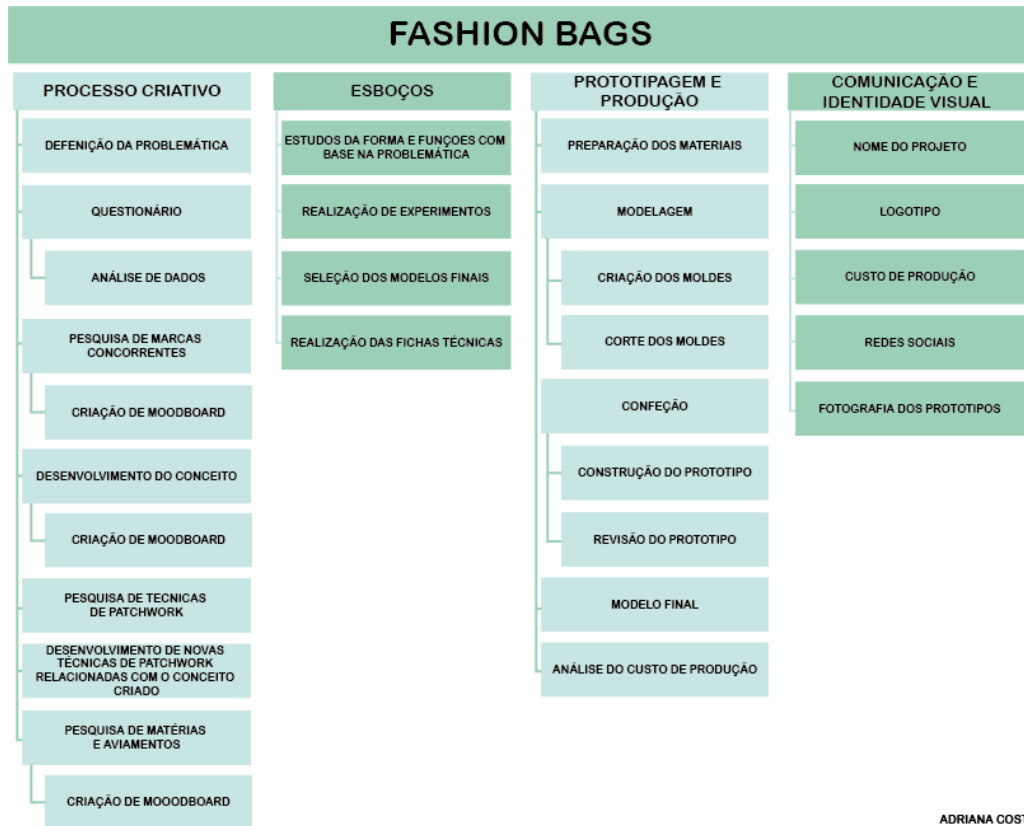 FASHION BAGS
PROCESSO CRIATIVO
DEFENIÇÃO DA PROBLEMÁTICA
QUESTIONÁRIO
ANÁLISE DE DADOS
PESQUISA DE MARCAS
CONCORRENTES
CRIAÇÃO DE MOODBOARD
DESENVOLVIMENTO DO CONCEITO
CRIAÇÃO DE MOODBOARD
PESQUISA DE TECNICAS
DE PATCHWORK
DESENVOLVIMENTO DE NOVAS
TÉCNICAS DE PATCHWORK
RELACIONADAS COM O CONCEITO
CRIADO
PESQUISA DE MATÉRIAS
E AVIAMENTOS
CRIAÇÃO DE MOOODBOARD
ESBOÇOS
ESTUDOS DA FORMA E FUNÇOES COM
BASE NA PROBLEMÁTICA
REALIZAÇÃO DE EXPERIMENTOS
SELEÇÃO DOS MODELOS FINAIS
REALIZAÇÃO DAS FICHAS TÉCNICAS
PROTOTIPAGEM E
PRODUÇÃO
PREPARAÇÃO DOS MATERIAIS
MODELAGEM
CRIAÇÃO DOS MOLDES
CORTE DOS MOLDES
CONFEÇÃO
CONSTRUÇÃO DO PROTOTIPO
REVISÃO DO PROTOTIPO
MODELO FINAL
ANÁLISE DO CUSTO DE PRODUÇÃO
COMUNICAÇÃO E
IDENTIDADE VISUAL
NOME DO PROJETO
LOGOTIPO
CUSTO DE PRODUÇÃO
REDES SOCIAIS
FOTOGRAFIA DOS PROTOTIPOS
ADRIANA COST